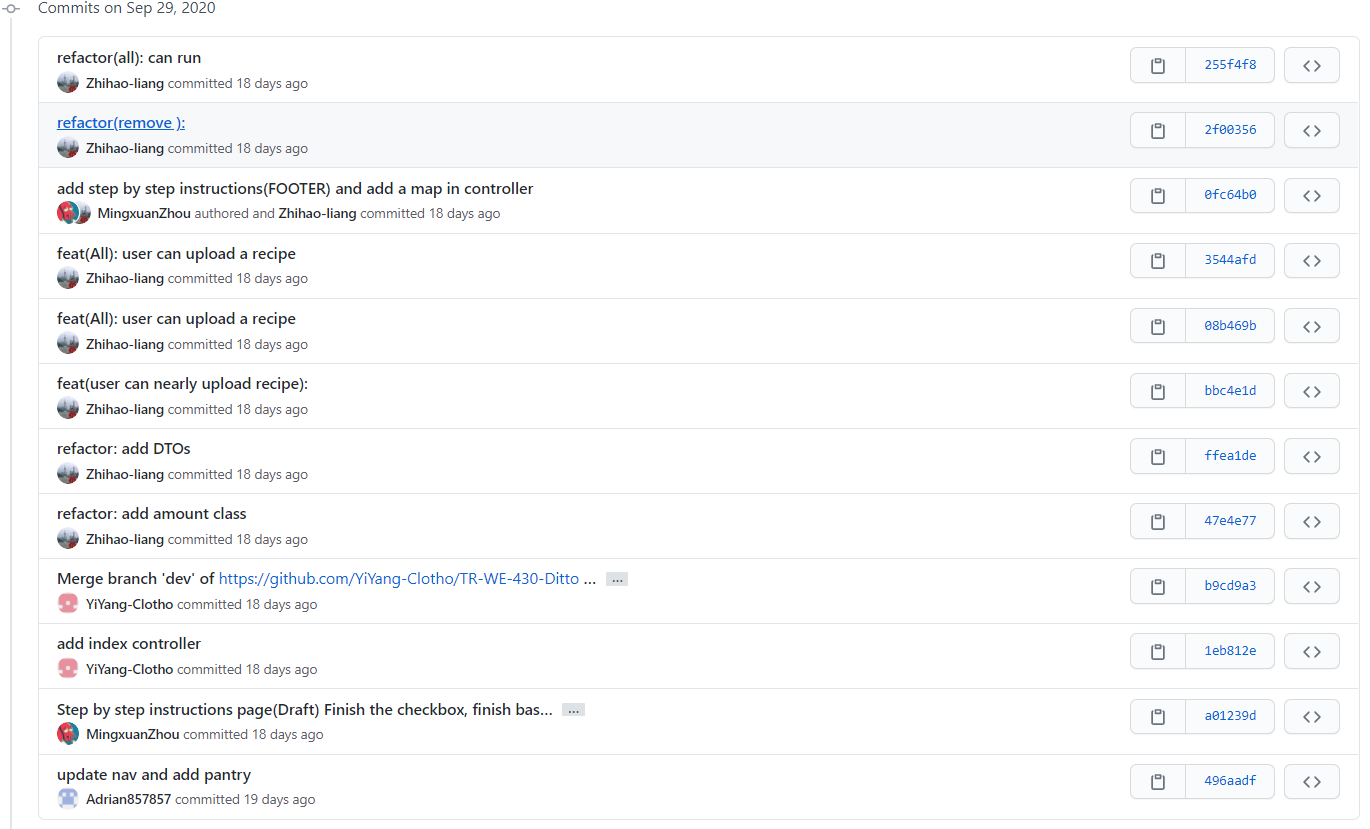 Commits on Sep 29, 2020
refactor(all): can run
Zhihao-liang committed 18 days ago
255f4f8
refactor(remove ):
Zhihao-liang committed 18 days ago
2f00356
add step by step instructions(FOOTER) and add a map in controller
MingxuanZhou authored and Zhihao-liang committed 18 days ago
0fc64b0
feat(All): user can upload a recipe
Zhihao-liang committed 18 days ago
3544afd
feat(All): user can upload a recipe
Zhihao-liang committed 18 days ago
08b469b
feat(user can nearly upload recipe):
Zhihao-liang committed 18 days ago
bbc4e1d
refactor: add DTOs
Zhihao-liang committed 18 days ago
ffea1de
refactor: add amount class
Zhihao-liang committed 18 days ago
47e4e77
Merge branch 'dev' of https://github.com/YiYang-Clotho/TR-WE-430-Ditto ... ...
YiYang-Clotho committed 18 days ago
b9cd9a3
add index controller
YiYang-Clotho committed 18 days ago
1eb812e
Step by step instructions page(Draft) Finish the checkbox, finish bas... ...
MingxuanZhou committed 18 days ago
a01239d
update nav and add pantry
Adrian857857 committed 19 days ago
496aadf